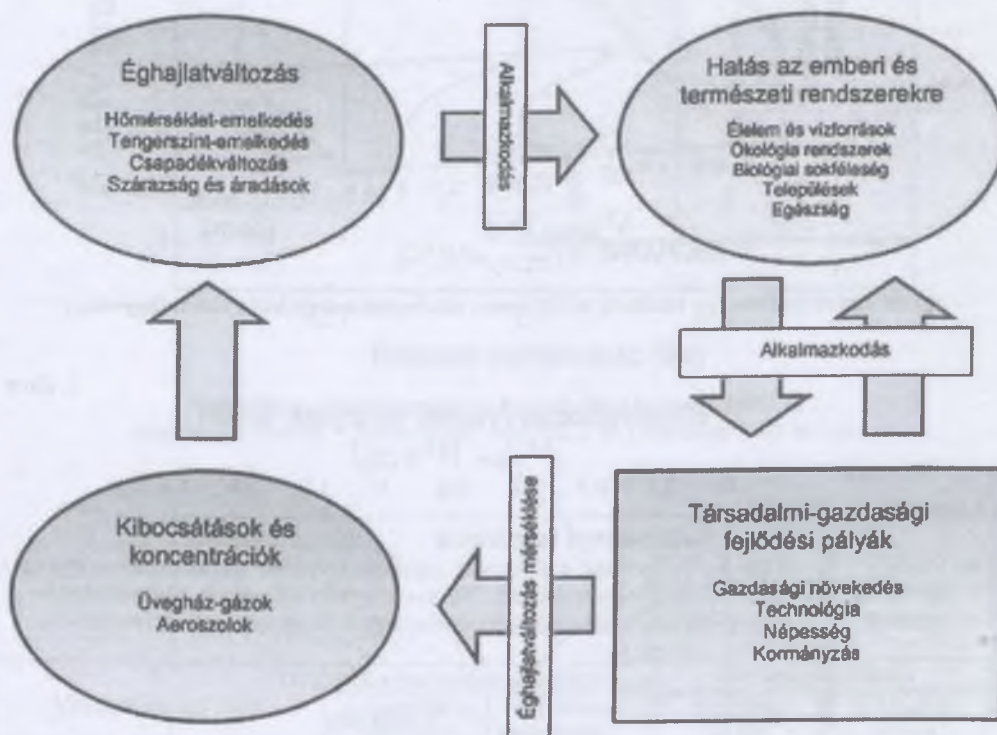 Éghajlatváltozás
Hőmérséklet-emelkedés
Tengerszint-emelkedés
Csapadékváltozás
Szárazság és áradások
Alkalmazkodás
Hatás az emberi és
természeti rendszerekre
Élelem és vízforrások
Ökológia rendszerek
Biológiai sokféleség
Települések
Egészség
Alkalmazkodás
Társadalmi-gazdasági
fejlődési pályák
Gazdasági növekedés
Technológia
Népesség
Kormányzás
Éghajlatváltozás mérséklése
Kibocsátások és
koncentrációk
Üvegház-gázok
Aeroszolok